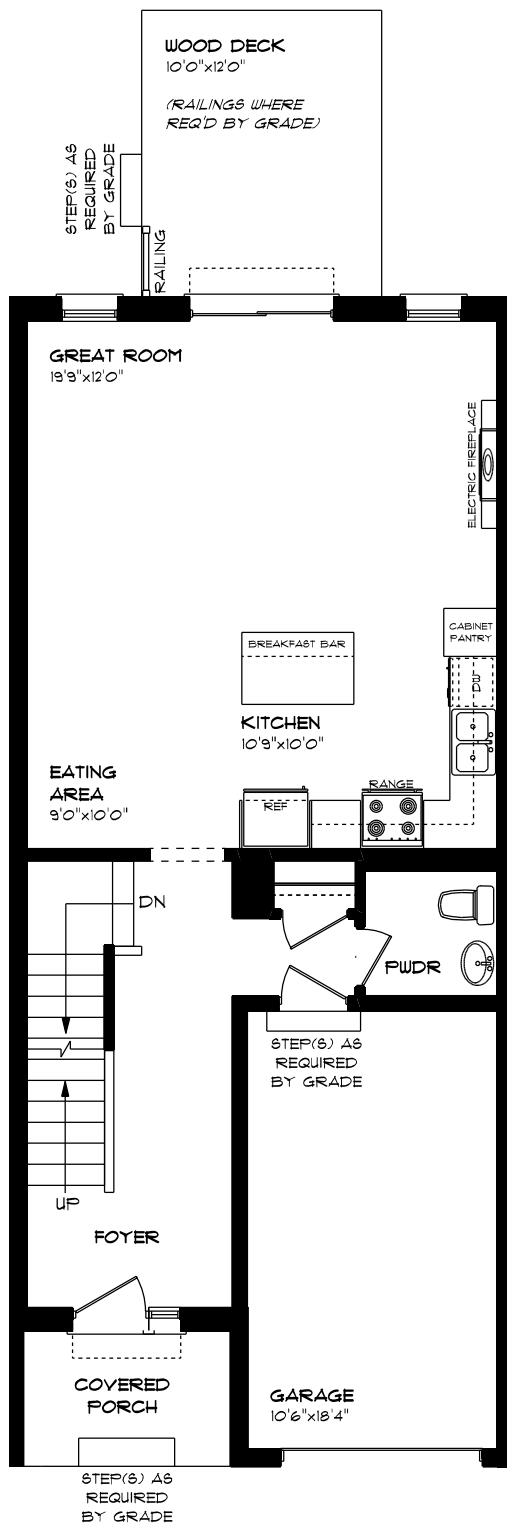 WOOD DECK
10'0"x12'0"
(RAILINGS WHERE
REQ'D BY GRADE)
STEP(S) AS
REQUIRED
BY GRADE
RAILING
GREAT ROOM
19'9"x12'0"
ELECTRIC FIREPLACE
CABINET
PANTRY
DW
BREAKFAST BAR
KITCHEN
10'9"x10'0"
EATING
AREA
9'0"x10'0"
REF
RANGE
DN
PWDR
STEP(S) AS
REQUIRED
BY GRADE
UP
FOYER
COVERED
PORCH
GARAGE
10'6"x18'4"
STEP(S) AS
REQUIRED
BY GRADE